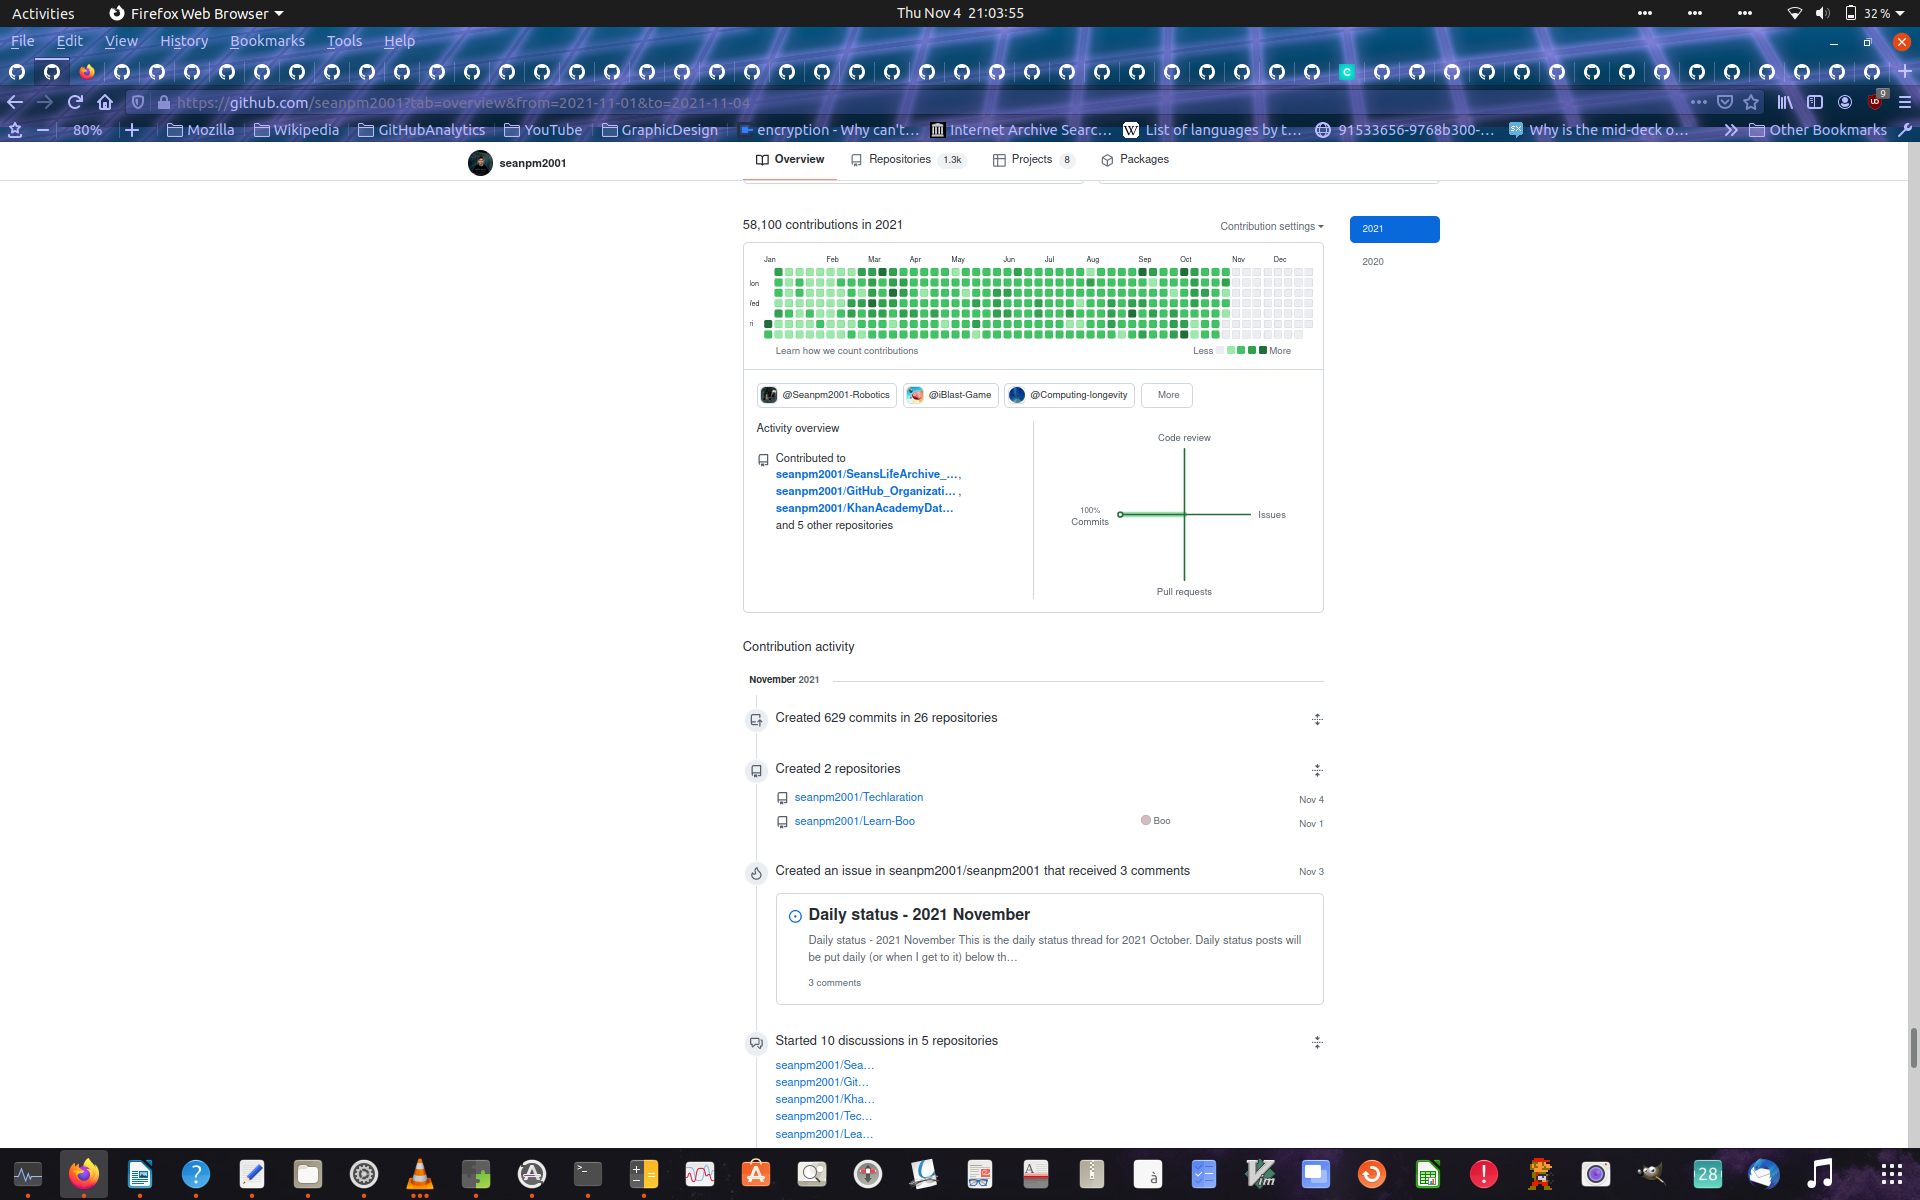 Activities Firefox Web Browser Thu Nov 4 21:03:55 32 %
File Edit View History Bookmarks Tools Help
https://github.com/seanpm2001?tab=overview&from=2021-11-01&to=2021-11-04 9
80% Mozilla Wikipedia GitHubAnalytics YouTube GraphicDesign encryption - Why can't… Internet Archive Searc… List of languages by t… 91533656-9768b300-… Why is the mid-deck o… Other Bookmarks
seanpm2001 Overview Repositories 1.3k Projects 8 Packages
58,100 contributions in 2021 Contribution settings 2021
2020
Jan Feb Mar Apr May Jun Jul Aug Sep Oct Nov Dec
lon
/ed
ri
Learn how we count contributions Less More
@Seanpm2001-Robotics @iBlast-Game @Computing-longevity More
Activity overview
Contributed to
seanpm2001/SeansLifeArchive_…,
seanpm2001/GitHub_Organizati… ,
seanpm2001/KhanAcademyDat…
and 5 other repositories
Code review
100%
Commits
Issues
Pull requests
Contribution activity
November 2021
Created 629 commits in 26 repositories
Created 2 repositories
seanpm2001/Techlaration Nov 4
seanpm2001/Learn-Boo Boo Nov 1
Created an issue in seanpm2001/seanpm2001 that received 3 comments Nov 3
Daily status - 2021 November
Daily status - 2021 November This is the daily status thread for 2021 October. Daily status posts will
be put daily (or when I get to it) below th…
3 comments
Started 10 discussions in 5 repositories
seanpm2001/Sea…
seanpm2001/Git…
seanpm2001/Kha…
seanpm2001/Tec…
seanpm2001/Lea…
28